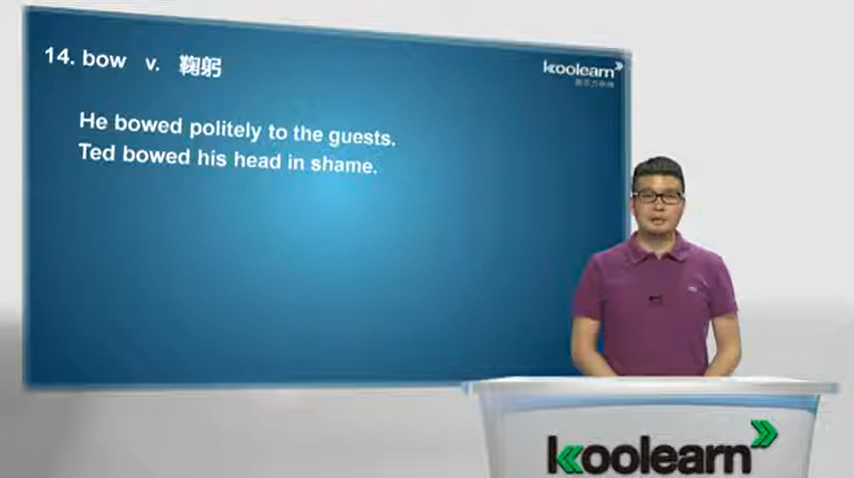 14. bow v. 鞠躬
koolearn
He bowed politely to the guests.
Ted bowed his head in shame.
koolearn